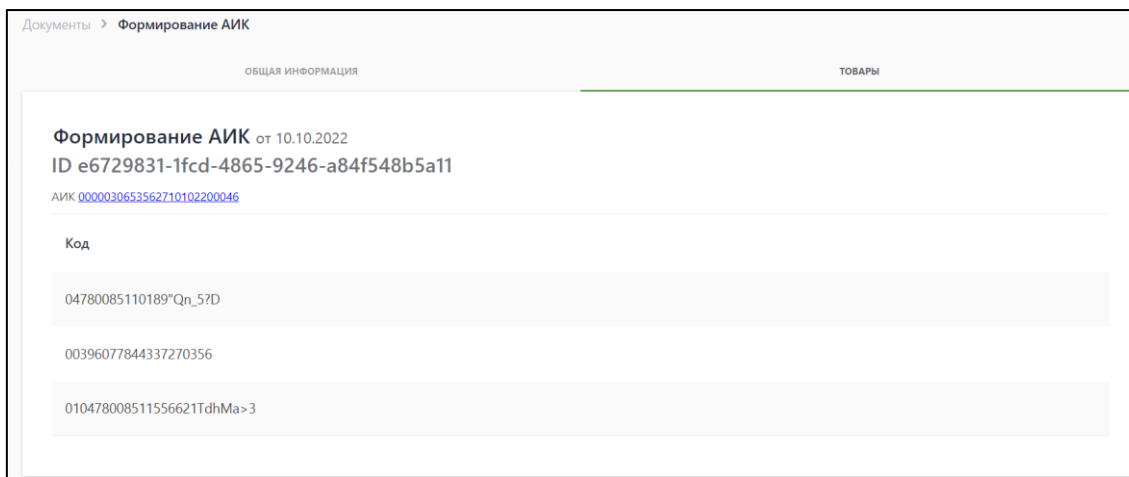 Документы > Формирование АИК
ОБЩАЯ ИНФОРМАЦИЯ ТОВАРЫ
Формирование АИК от 10.10.2022
ID e6729831-1fcd-4865-9246-a84f548b5a11
АИК 0000030653562710102200046
Код
04780085110189"Qn_5?D
00396077844337270356
010478008511556621TdhMa>3